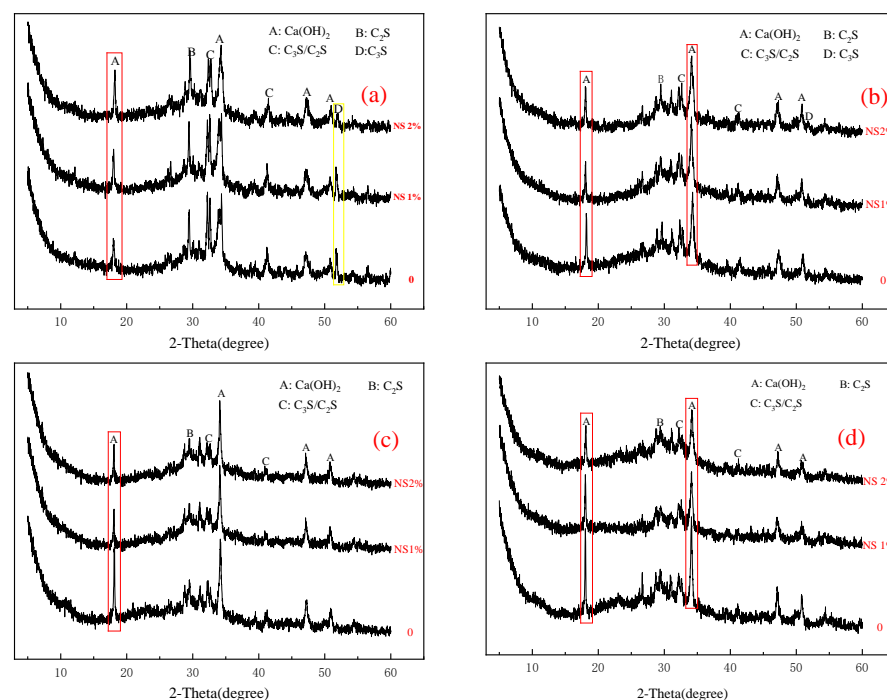 A: Ca(OH)₂ B: C₂S
C: C₃S/C₂S D:C₃S
(a)
A
B
C
A
C
A
A
D
NS 2%
NS 1%
0
10 20 30 40 50 60
2-Theta(degree)
A: Ca(OH)₂ B: C₂S
C: C₃S/C₂S D: C₃S
(b)
A
B
C
A
C
A
A
D
NS2%
NS1%
0
10 20 30 40 50 60
2-Theta(degree)
A: Ca(OH)₂ B: C₂S
C: C₃S/C₂S
(c)
A
B
C
A
C
A
A
NS2%
NS1%
0
10 20 30 40 50 60
2-Theta(degree)
A: Ca(OH)₂ B: C₂S
C: C₃S/C₂S
(d)
A
B
C
A
C
A
A
NS 2%
NS 1%
0
10 20 30 40 50 60
2-Theta(degree)